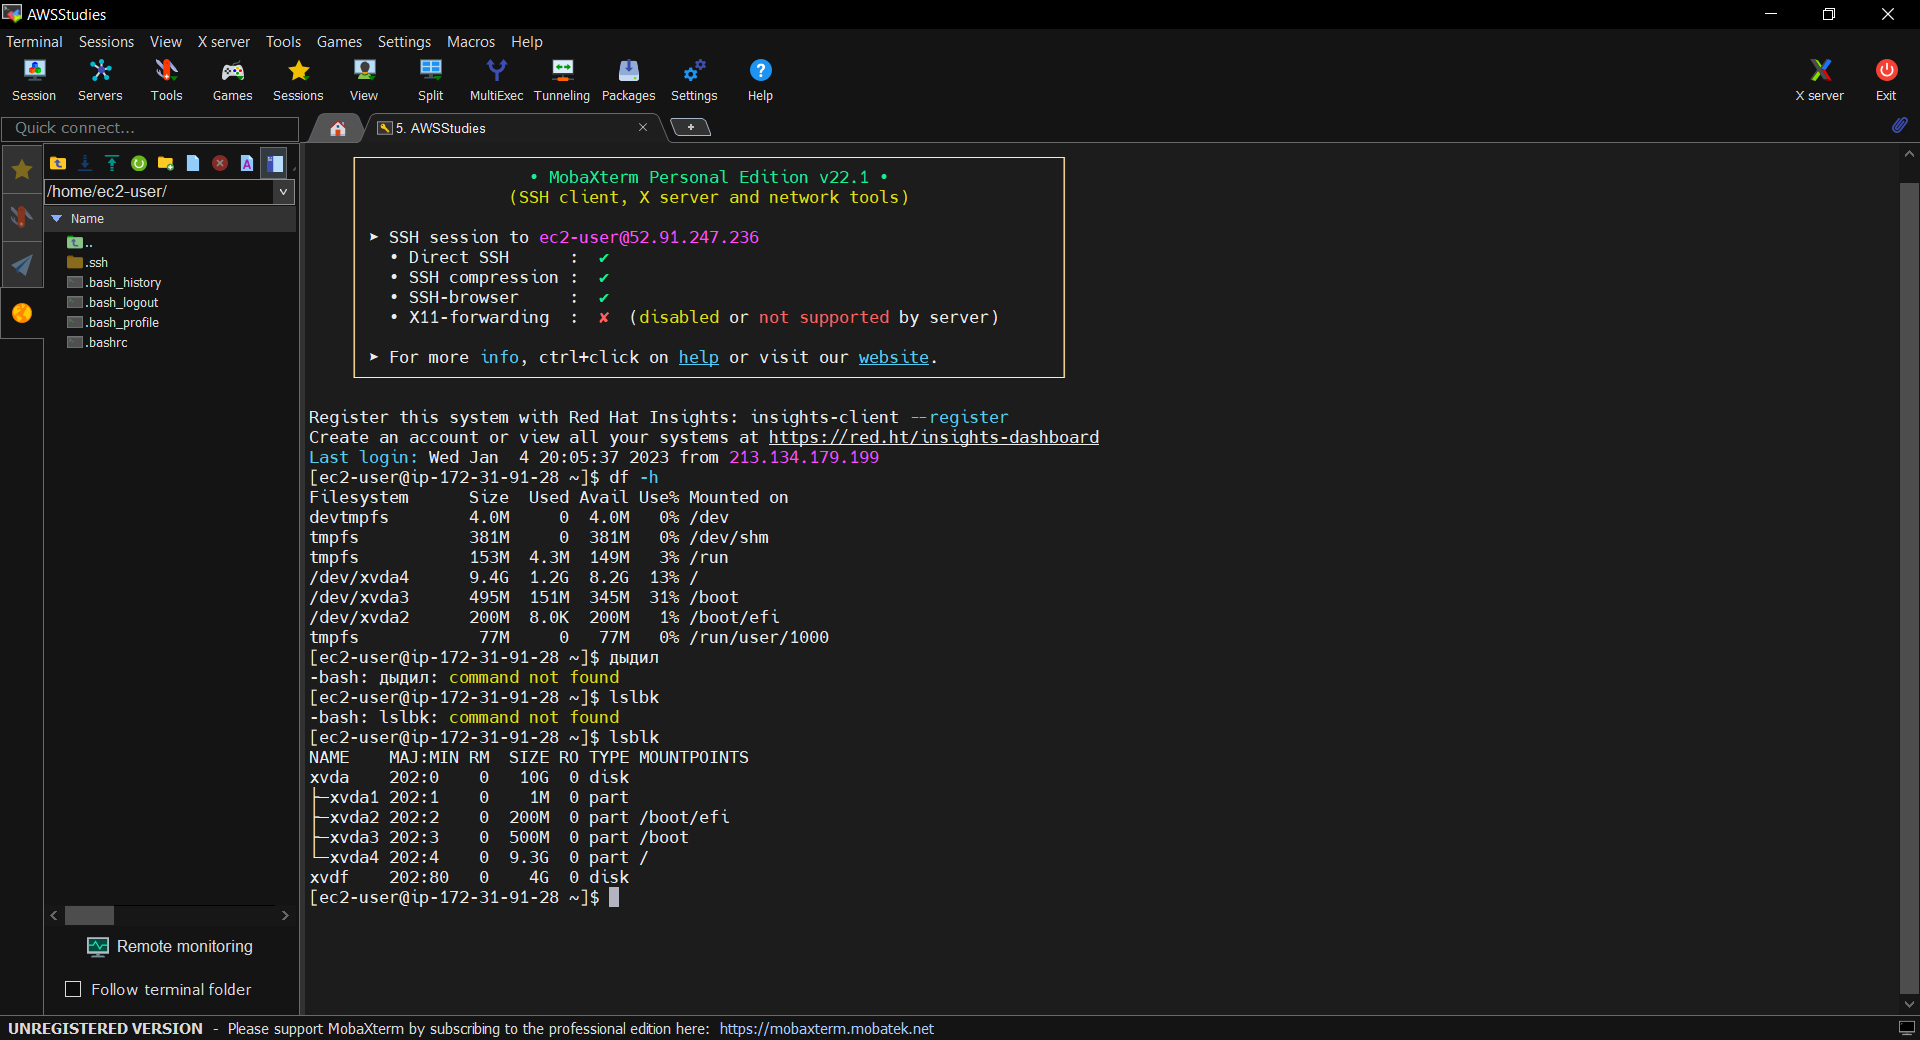 AWSStudies
Terminal Sessions View X server Tools Games Settings Macros Help
Session Servers Tools Games Sessions View Split MultiExec Tunneling Packages Settings Help X server Exit
Quick connect...
5. AWSStudies
/home/ec2-user/
Name
..
.ssh
.bash_history
.bash_logout
.bash_profile
.bashrc
Remote monitoring
Follow terminal folder
• MobaXterm Personal Edition v22.1 •
(SSH client, X server and network tools)
➤ SSH session to ec2-user@52.91.247.236
• Direct SSH : ✔
• SSH compression : ✔
• SSH-browser : ✔
• X11-forwarding : ✘ (disabled or not supported by server)
➤ For more info, ctrl+click on help or visit our website.
Register this system with Red Hat Insights: insights-client --register
Create an account or view all your systems at https://red.ht/insights-dashboard
Last login: Wed Jan 4 20:05:37 2023 from 213.134.179.199
[ec2-user@ip-172-31-91-28 ~]$ df -h
Filesystem Size Used Avail Use% Mounted on
devtmpfs 4.0M 0 4.0M 0% /dev
tmpfs 381M 0 381M 0% /dev/shm
tmpfs 153M 4.3M 149M 3% /run
/dev/xvda4 9.4G 1.2G 8.2G 13% /
/dev/xvda3 495M 151M 345M 31% /boot
/dev/xvda2 200M 8.0K 200M 1% /boot/efi
tmpfs 77M 0 77M 0% /run/user/1000
[ec2-user@ip-172-31-91-28 ~]$ дыдил
-bash: дыдил: command not found
[ec2-user@ip-172-31-91-28 ~]$ lslbk
-bash: lslbk: command not found
[ec2-user@ip-172-31-91-28 ~]$ lsblk
NAME MAJ:MIN RM SIZE RO TYPE MOUNTPOINTS
xvda 202:0 0 10G 0 disk
├─xvda1 202:1 0 1M 0 part
├─xvda2 202:2 0 200M 0 part /boot/efi
├─xvda3 202:3 0 500M 0 part /boot
└─xvda4 202:4 0 9.3G 0 part /
xvdf 202:80 0 4G 0 disk
[ec2-user@ip-172-31-91-28 ~]$
UNREGISTERED VERSION - Please support MobaXterm by subscribing to the professional edition here: https://mobaxterm.mobatek.net